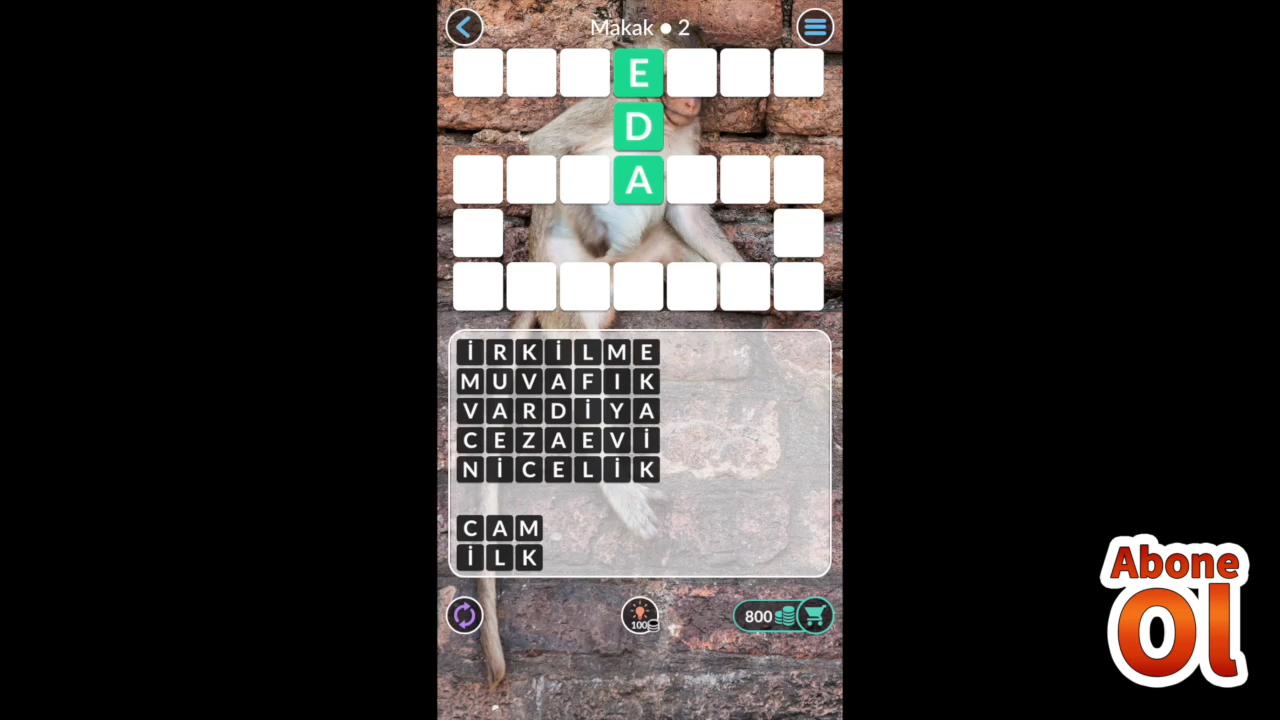 Makak ● 2
E
D
A
İRKİLME
MUVAFIK
VARDİYA
CEZAEVİ
NİCELİK
CAM
İLK
100
800
Abone
Ol